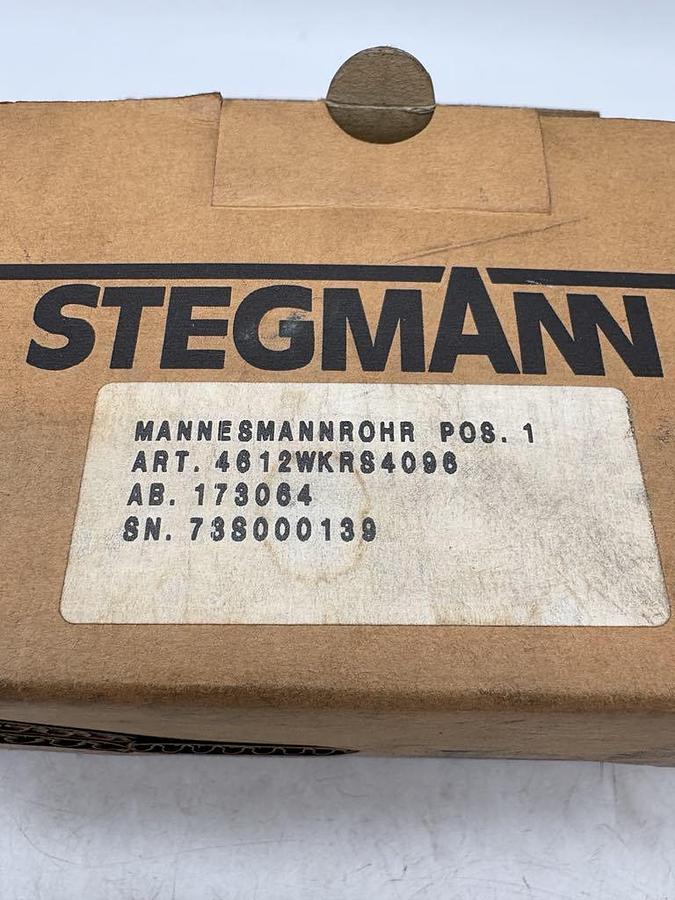 STEGMANN
MANNESMANNROHR POS. 1
ART. 4612WKRS4096
AB. 173064
SN. 73S000139